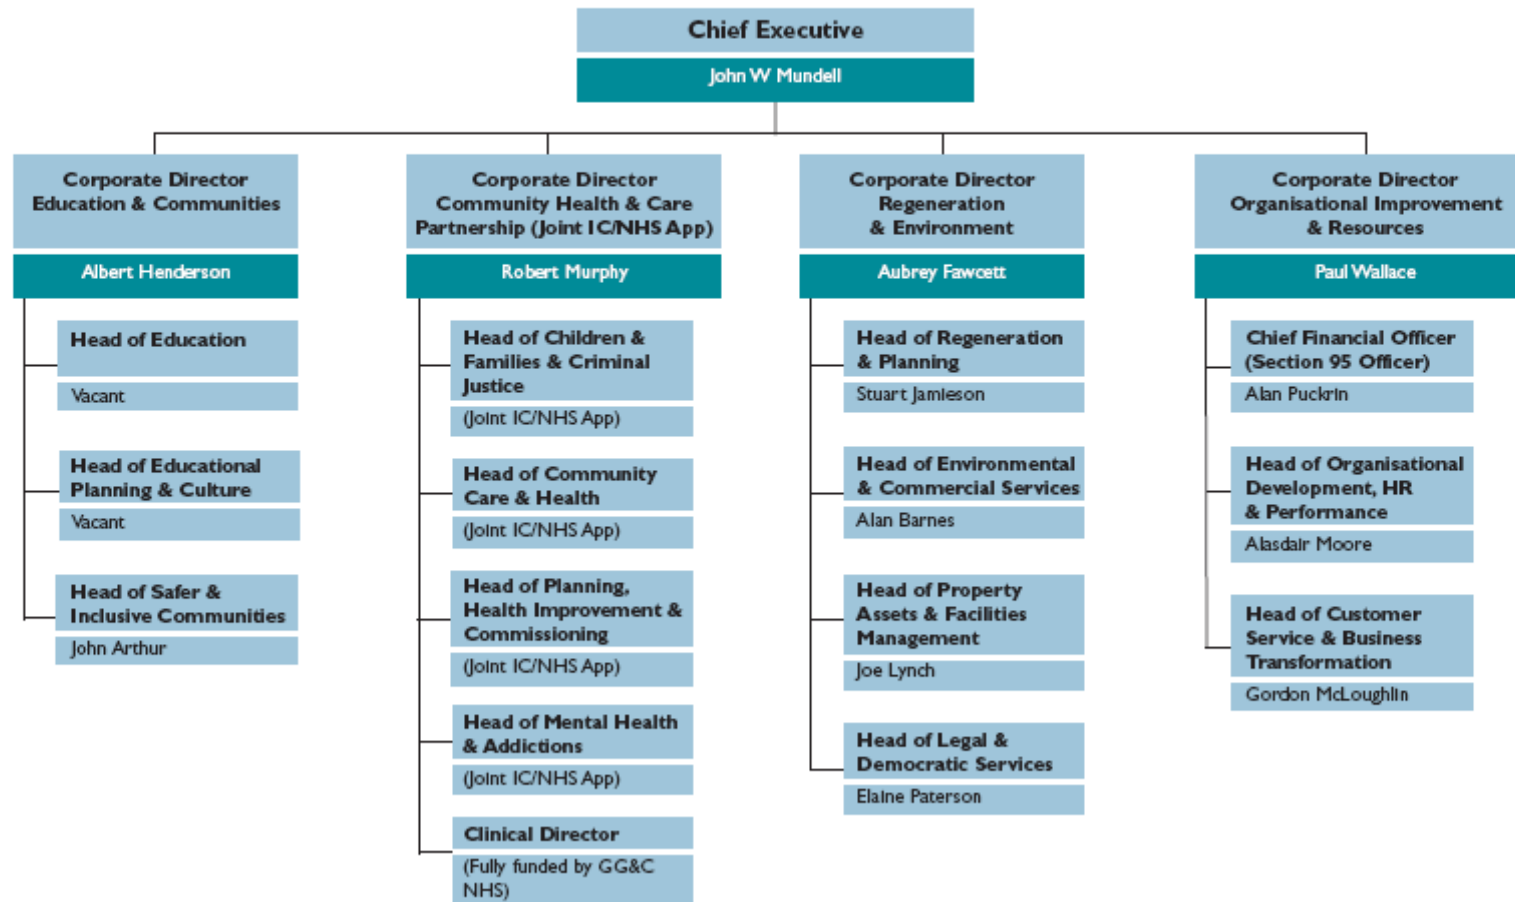 Chief Executive
John W Mundell
Corporate Director
Education & Communities
Albert Henderson
Head of Education
Vacant
Head of Educational
Planning & Culture
Vacant
Head of Safer &
Inclusive Communities
John Arthur
Corporate Director
Community Health & Care
Partnership (Joint IC/NHS App)
Robert Murphy
Head of Children &
Families & Criminal
Justice
(Joint IC/NHS App)
Head of Community
Care & Health
(Joint IC/NHS App)
Head of Planning,
Health Improvement &
Commissioning
(Joint IC/NHS App)
Head of Mental Health
& Addictions
(Joint IC/NHS App)
Clinical Director
(Fully funded by GG&C
NHS)
Corporate Director
Regeneration
& Environment
Aubrey Fawcett
Head of Regeneration
& Planning
Stuart Jamieson
Head of Environmental
& Commercial Services
Alan Barnes
Head of Property
Assets & Facilities
Management
Joe Lynch
Head of Legal &
Democratic Services
Elaine Paterson
Corporate Director
Organisational Improvement
& Resources
Paul Wallace
Chief Financial Officer
(Section 95 Officer)
Alan Puckrin
Head of Organisational
Development, HR
& Performance
Alasdair Moore
Head of Customer
Service & Business
Transformation
Gordon McLoughlin